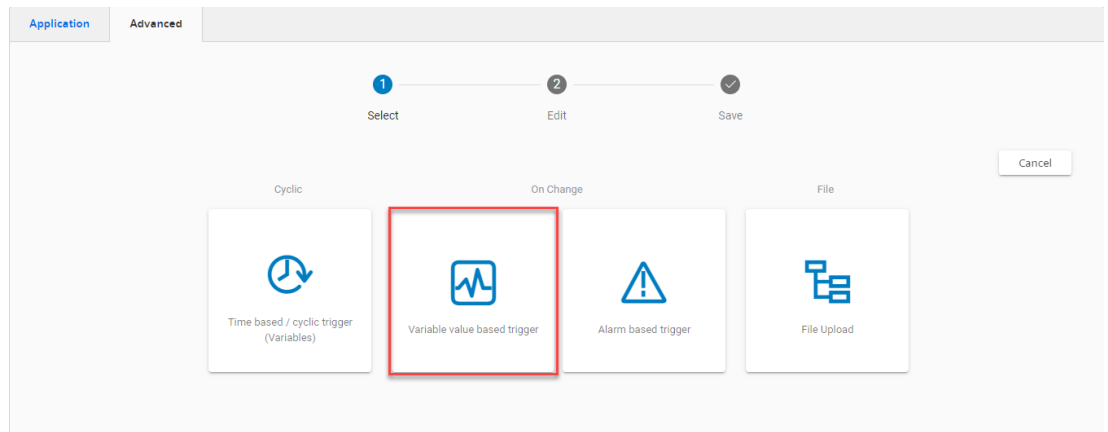 Application
Advanced
1
2
Select
Edit
Save
Cancel
Cyclic
On Change
File
Time based / cyclic trigger
(Variables)
Variable value based trigger
Alarm based trigger
File Upload